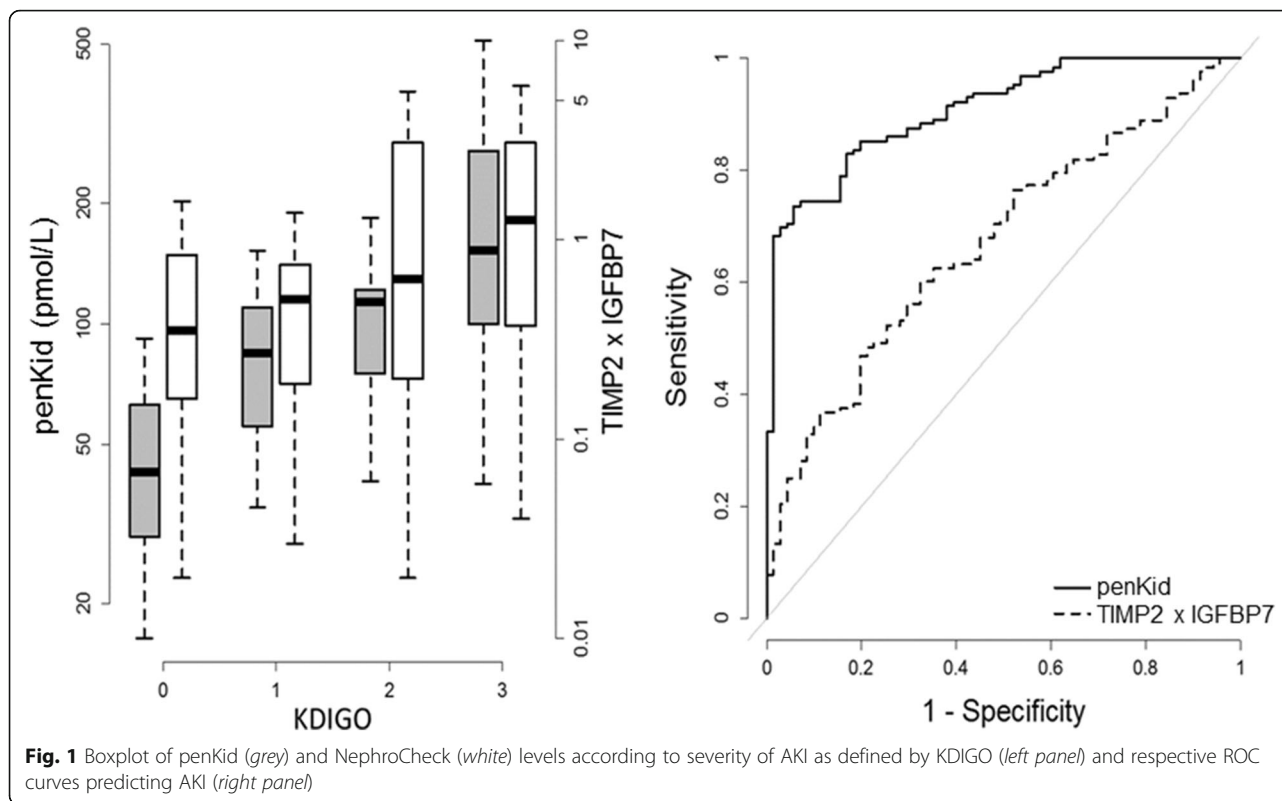 500
200
100
50
20
penKid (pmol/L)
10
5
1
0.1
0.01
TIMP2 x IGFBP7
0 1 2 3
KDIGO
1
0.8
0.6
0.4
0.2
0
Sensitivity
penKid
TIMP2 x IGFBP7
0 0.2 0.4 0.6 0.8 1
1 - Specificity
Fig. 1 Boxplot of penKid (grey) and NephroCheck (white) levels according to severity of AKI as defined by KDIGO (left panel) and respective ROC
curves predicting AKI (right panel)